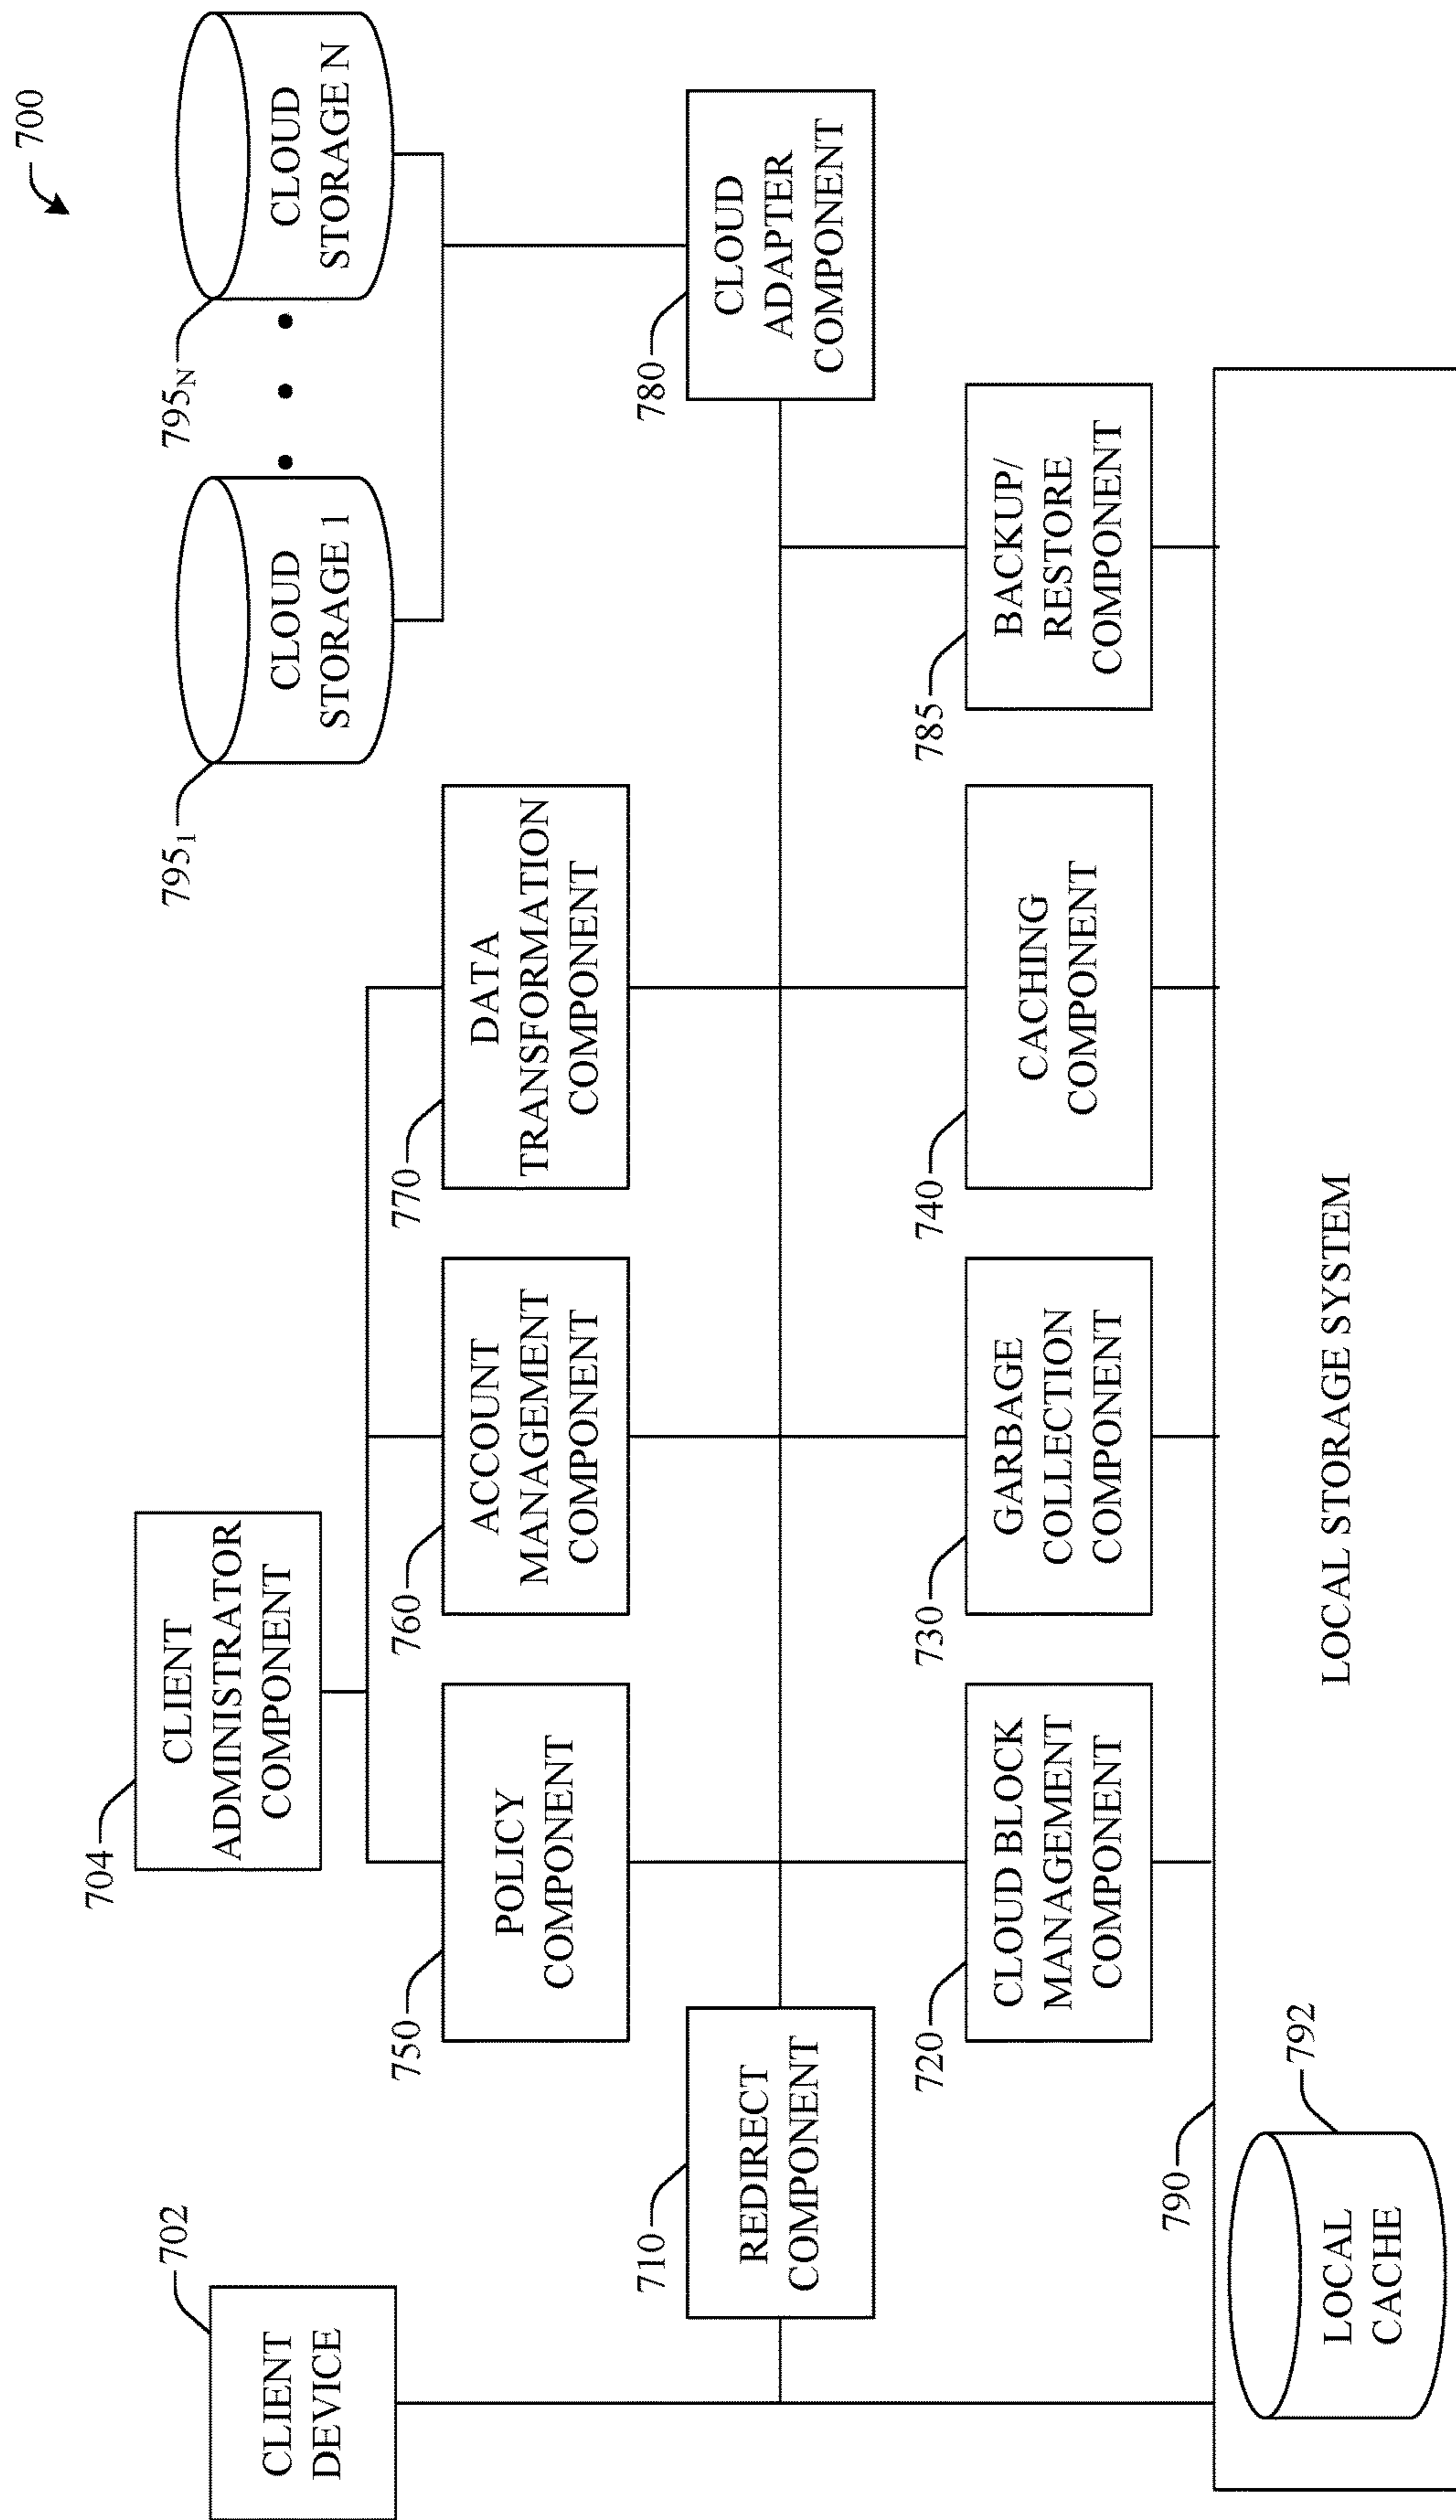 700
702
CLIENT
DEVICE
704
CLIENT
ADMINISTRATOR
COMPONENT
795₁
CLOUD
STORAGE 1
795N
CLOUD
STORAGE N
750
POLICY
COMPONENT
760
ACCOUNT
MANAGEMENT
COMPONENT
770
DATA
TRANSFORMATION
COMPONENT
710
REDIRECT
COMPONENT
780
CLOUD
ADAPTER
COMPONENT
720
CLOUD BLOCK
MANAGEMENT
COMPONENT
730
GARBAGE
COLLECTION
COMPONENT
740
CACHING
COMPONENT
785
BACKUP/
RESTORE
COMPONENT
790
792
LOCAL
CACHE
LOCAL STORAGE SYSTEM